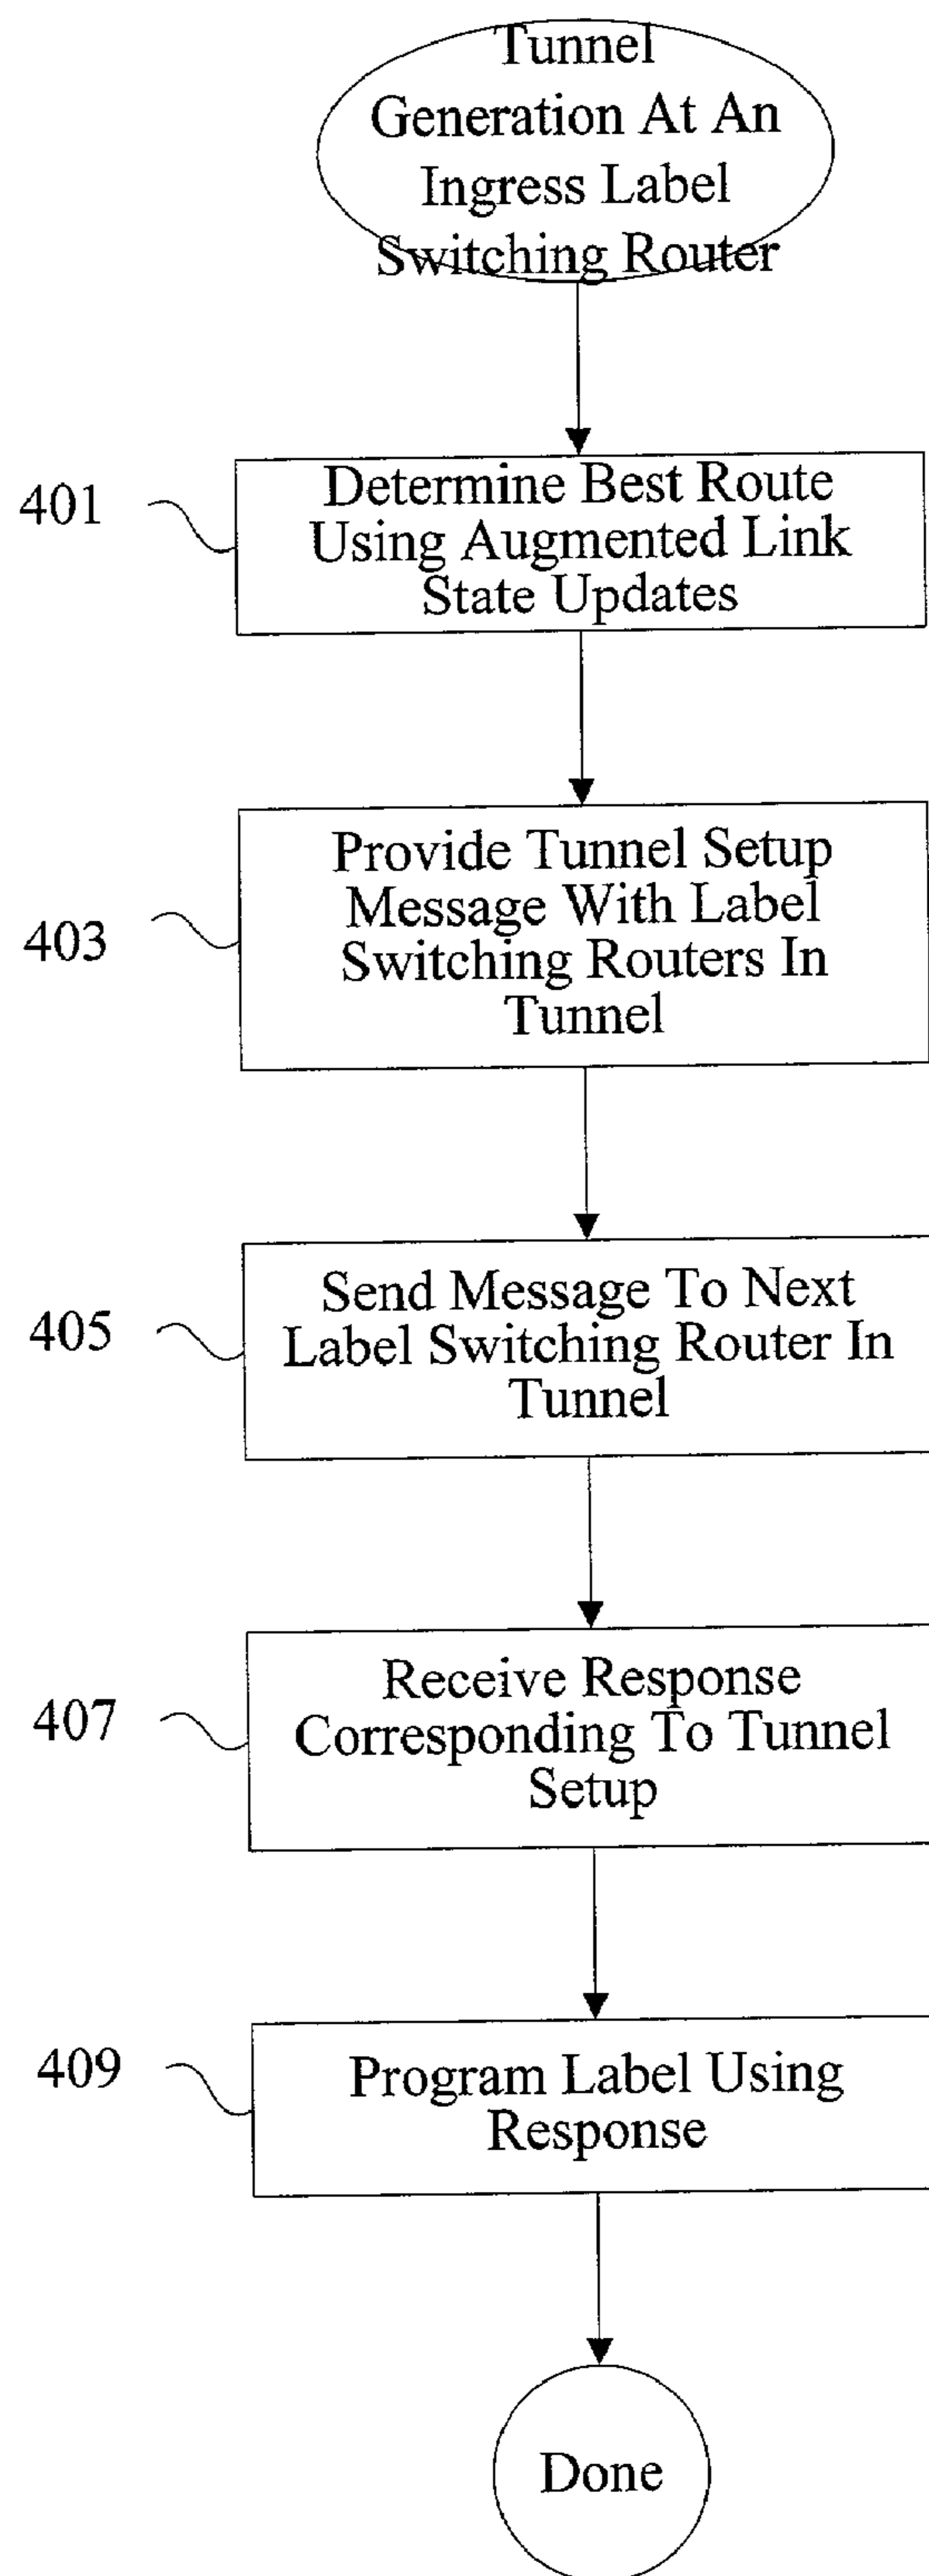 Tunnel
Generation At An
Ingress Label
Switching Router
401
Determine Best Route
Using Augmented Link
State Updates
403
Provide Tunnel Setup
Message With Label
Switching Routers In
Tunnel
405
Send Message To Next
Label Switching Router In
Tunnel
407
Receive Response
Corresponding To Tunnel
Setup
409
Program Label Using
Response
Done